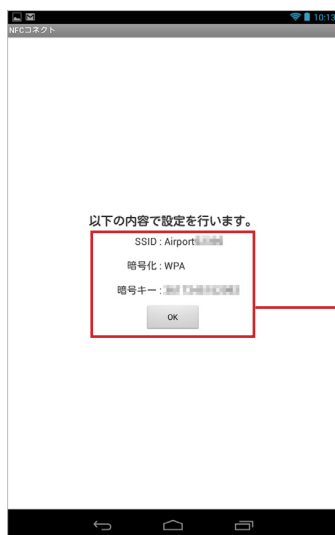 10:13
NFCコネクト
以下の内容で設定を行います。
SSID : Airport
暗号化 : WPA
暗号キー :
OK